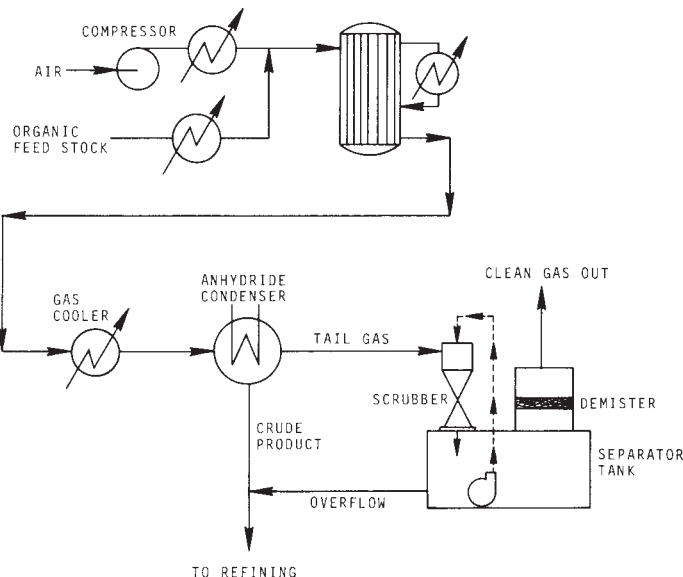 COMPRESSOR
AIR
ORGANIC
FEED STOCK
CLEAN GAS OUT
ANHYDRIDE
CONDENSER
GAS
COOLER
TAIL GAS
SCRUBBER
DEMISTER
CRUDE
PRODUCT
SEPARATOR
TANK
OVERFLOW
TO REFINING